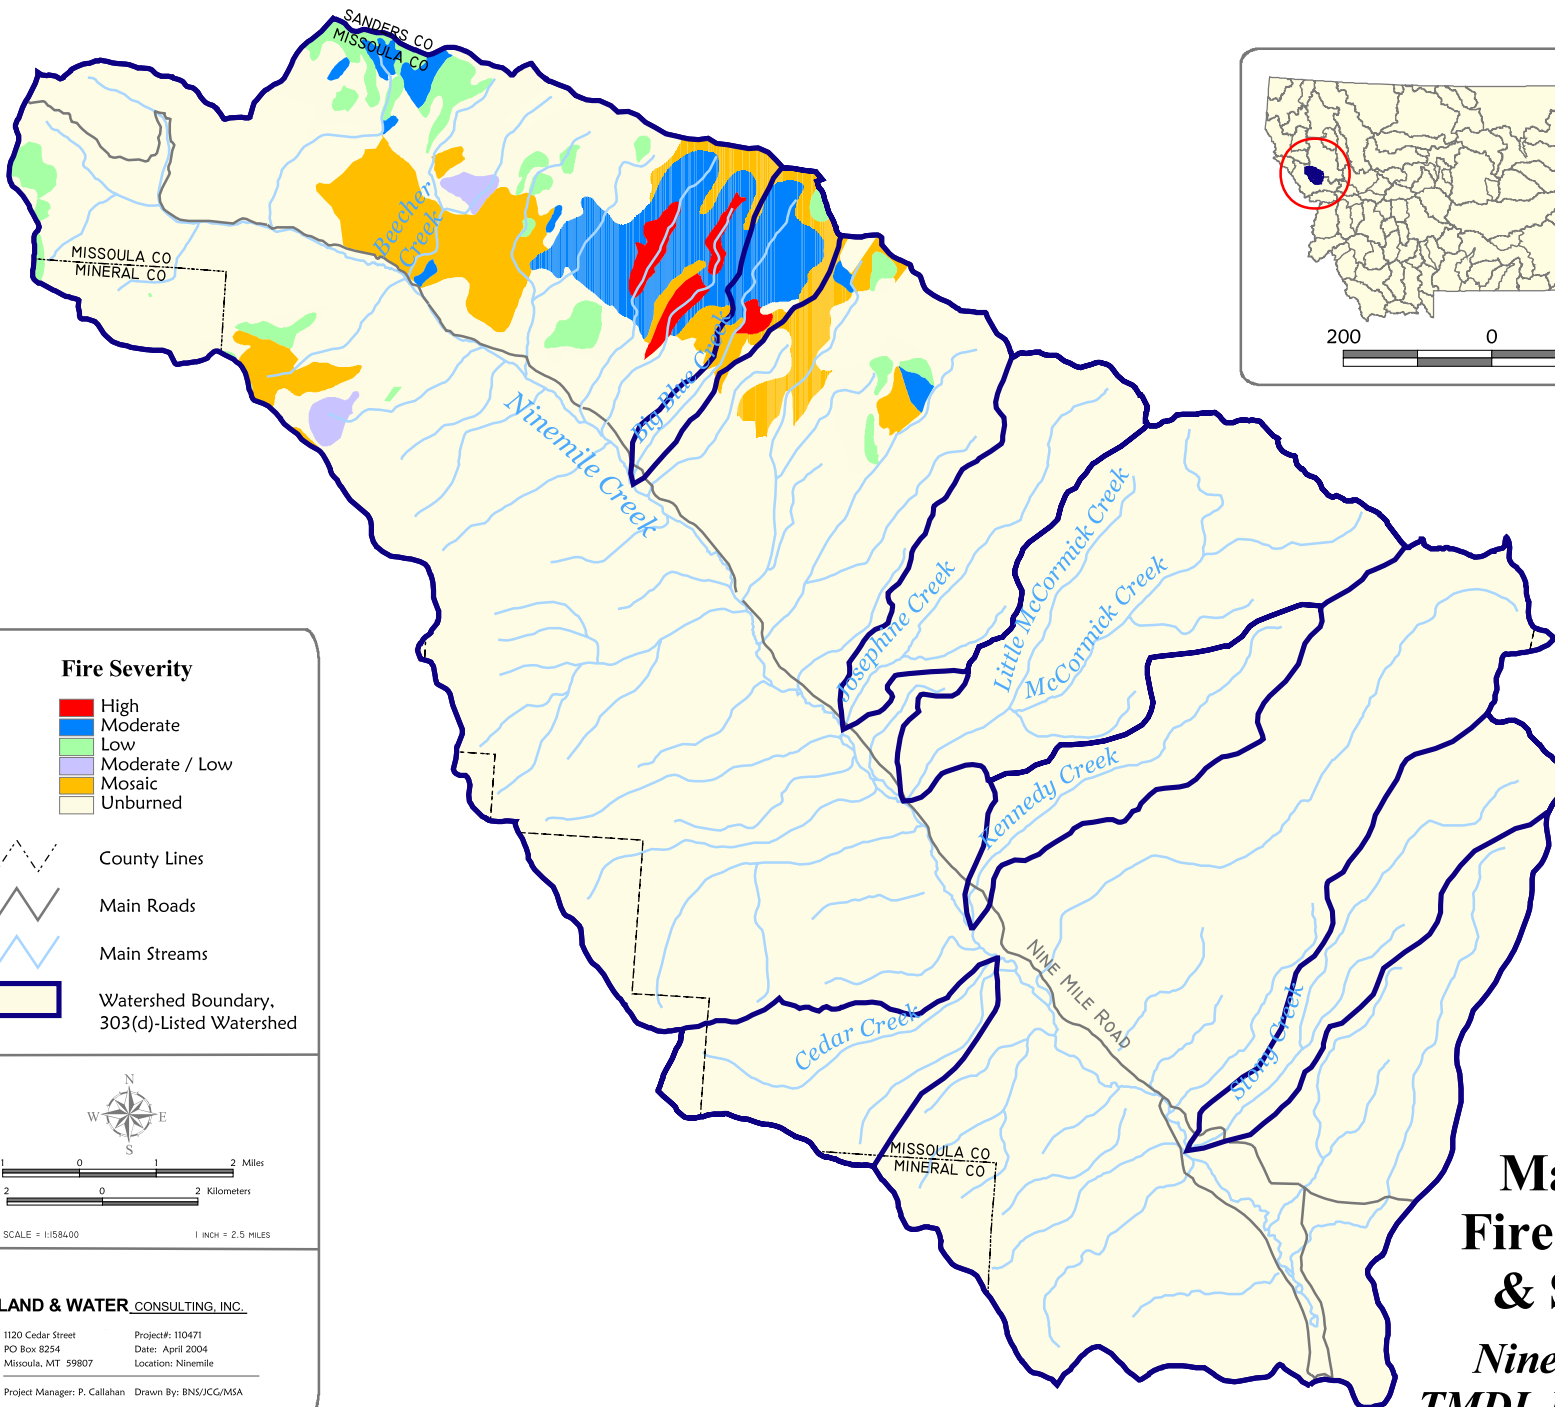 SANDERS CO
MISSOULA CO
MISSOULA CO
MINERAL CO
Beecher
Creek
Big Blue Creek
Ninemile Creek
Josephine Creek
Little McCormick Creek
McCormick Creek
Kennedy Creek
NINE MILE ROAD
Cedar Creek
Stony Creek
MISSOULA CO
MINERAL CO
200 0
Fire Severity
High
Moderate
Low
Moderate / Low
Mosaic
Unburned
County Lines
Main Roads
Main Streams
Watershed Boundary,
303(d)-Listed Watershed
N
W E
S
1 0 1 2 Miles
2 0 2 Kilometers
SCALE = 1:158400 1 INCH = 2.5 MILES
LAND & WATER CONSULTING, INC.
1120 Cedar Street Project#: 110471
PO Box 8254 Date: April 2004
Missoula, MT 59807 Location: Ninemile
Project Manager: P. Callahan Drawn By: BNS/JCG/MSA
Ma
Fire
& S
Nine
TMDL